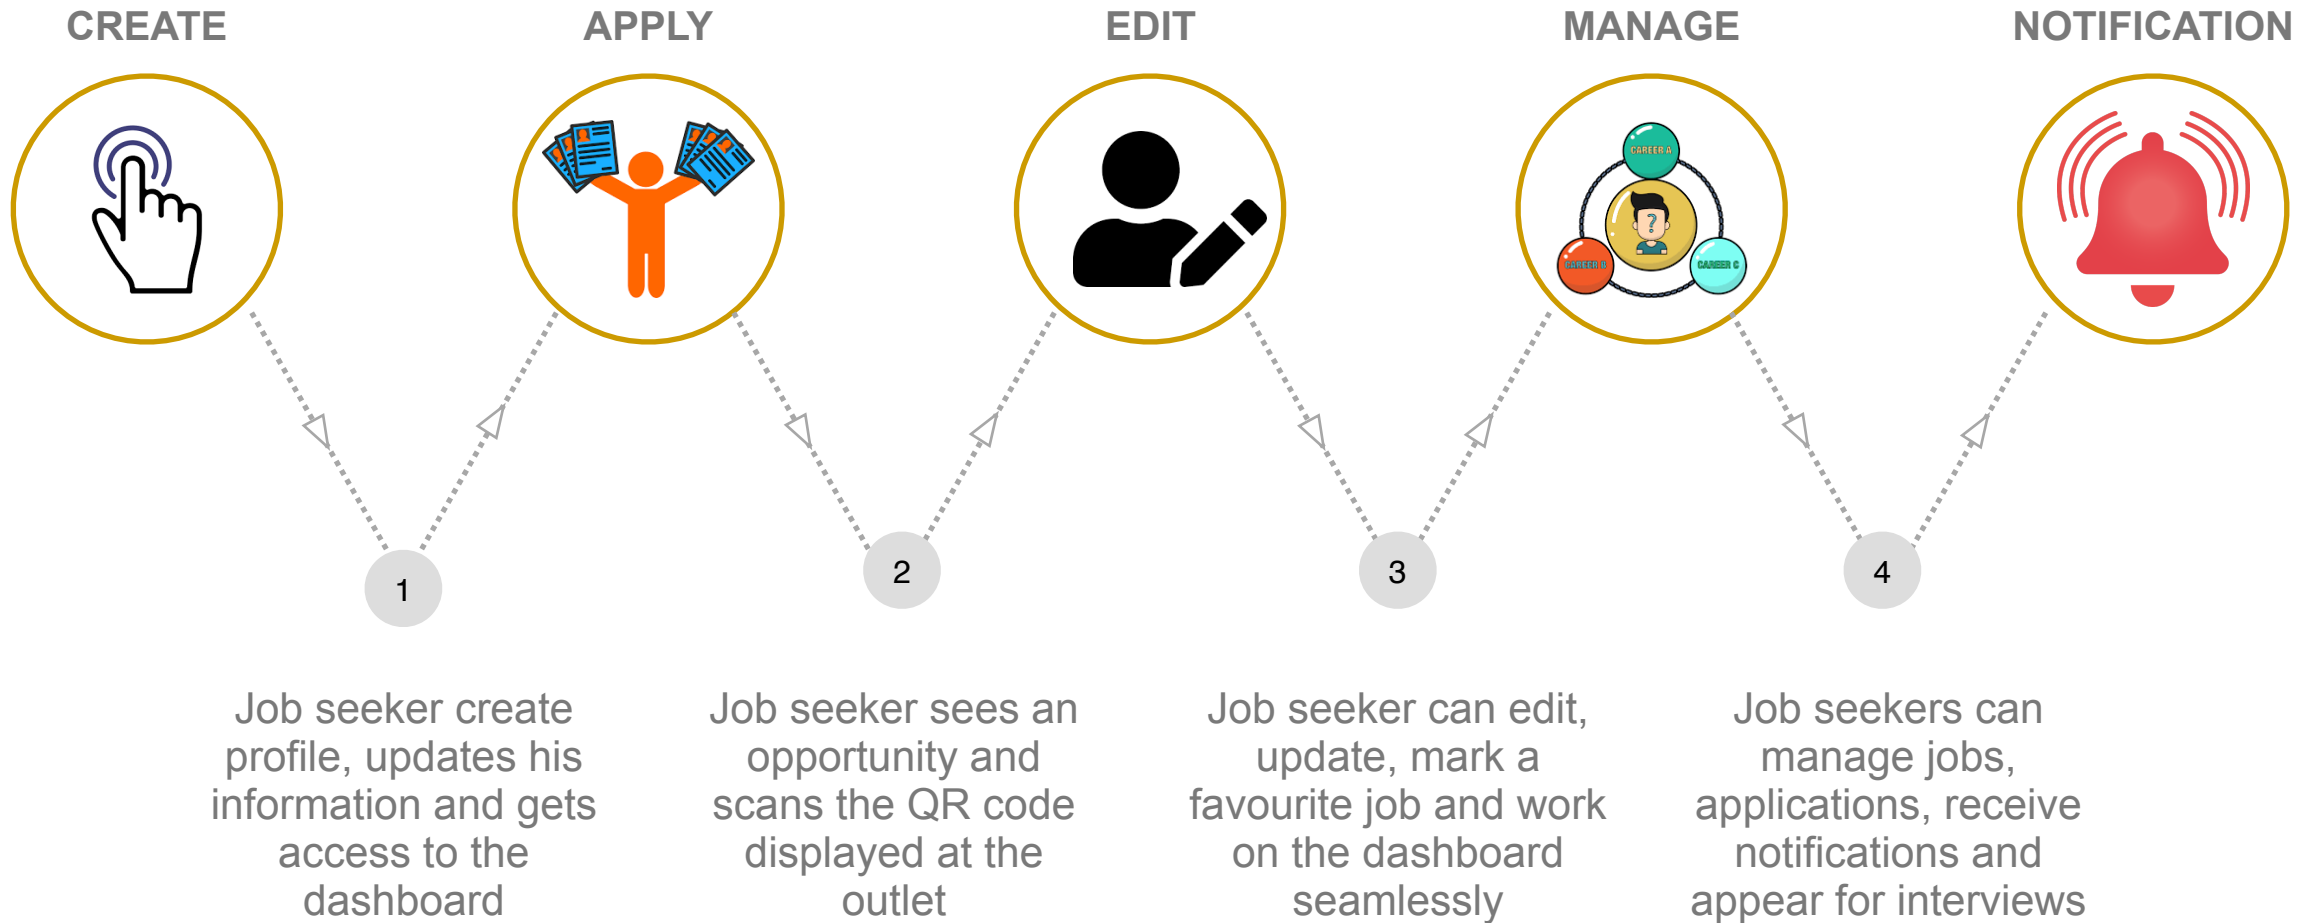 CREATE
APPLY
EDIT
MANAGE
NOTIFICATION
CAREER A
?
CAREER B
CAREER C
1
2
3
4
Job seeker create
profile, updates his
information and gets
access to the
dashboard
Job seeker sees an
opportunity and
scans the QR code
displayed at the
outlet
Job seeker can edit,
update, mark a
favourite job and work
on the dashboard
seamlessly
Job seekers can
manage jobs,
applications, receive
notifications and
appear for interviews